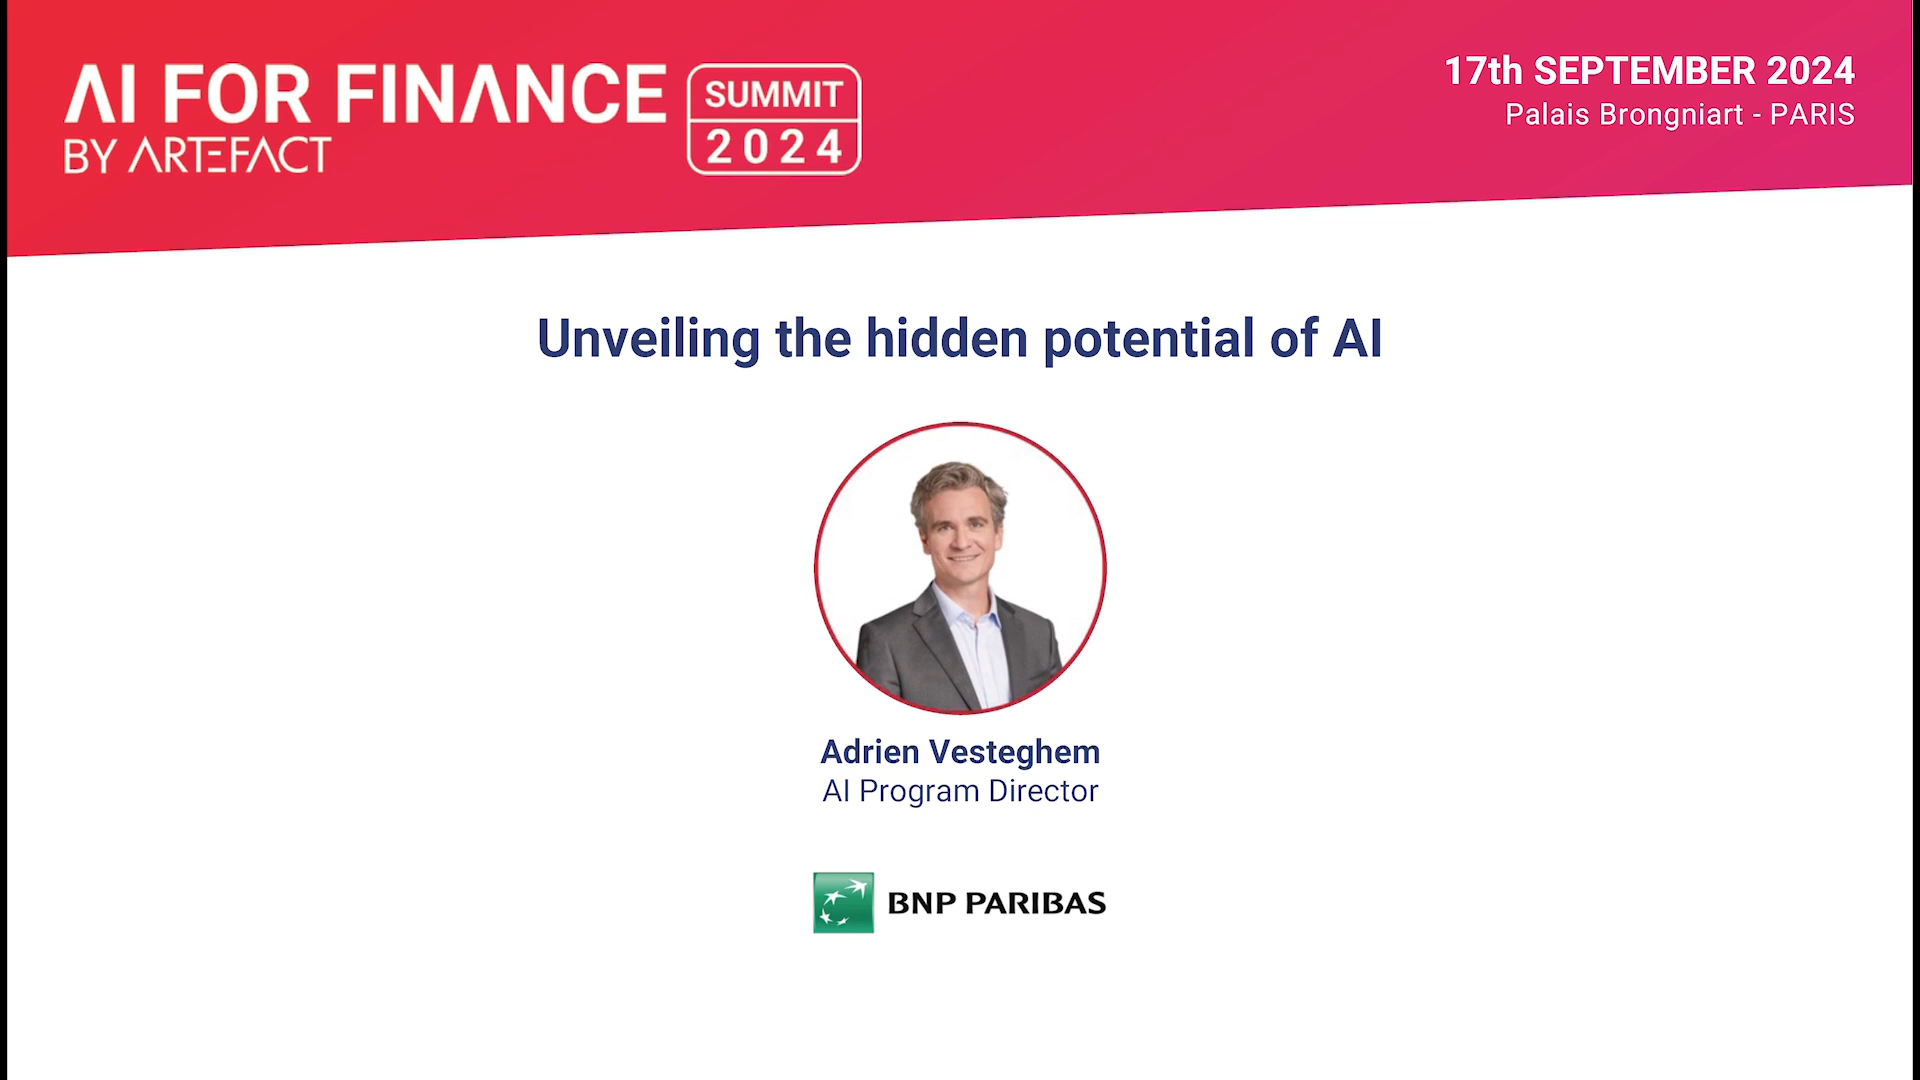 AI FOR FINANCE
BY ARTEFACT
SUMMIT
2024
17th SEPTEMBER 2024
Palais Brongniart - PARIS
Unveiling the hidden potential of AI
Adrien Vesteghem
AI Program Director
BNP PARIBAS